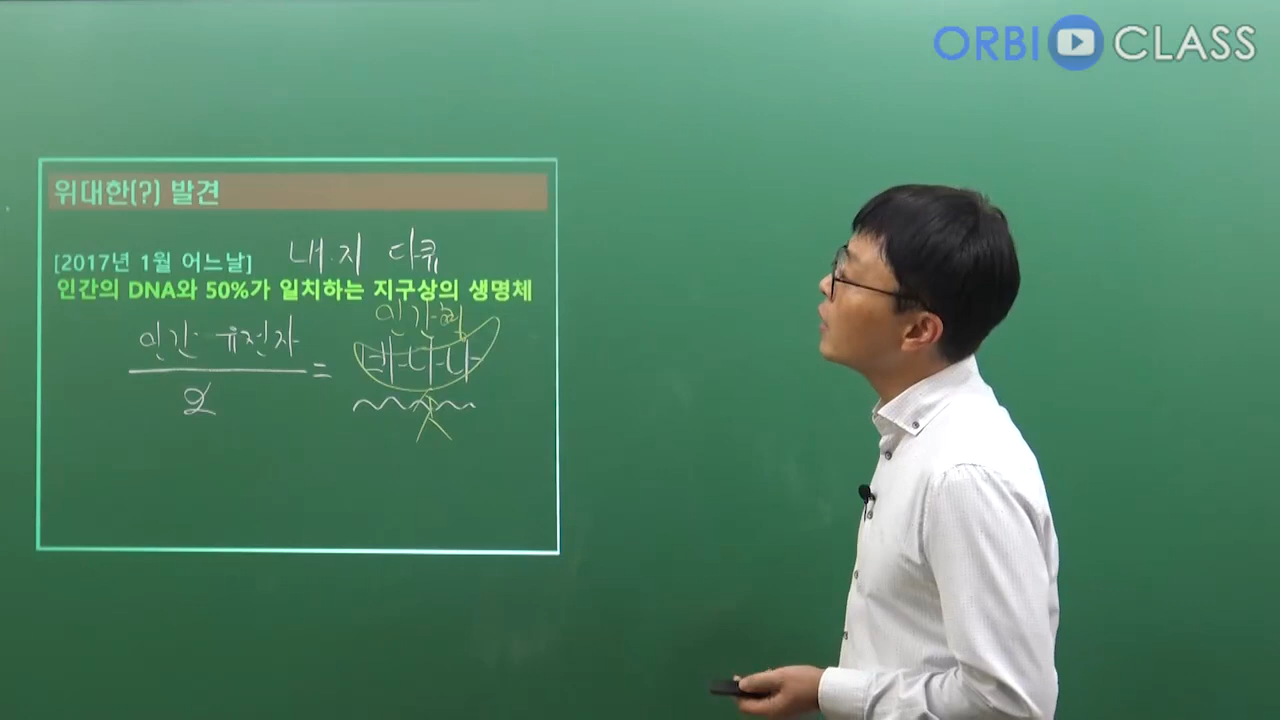 ORBI CLASS
위대한(?) 발견
내.지 다큐
[2017년 1월 어느날]
인간의 DNA와 50%가 일치하는 지구상의 생명체
인간
인간 유전자
=
바나나
2